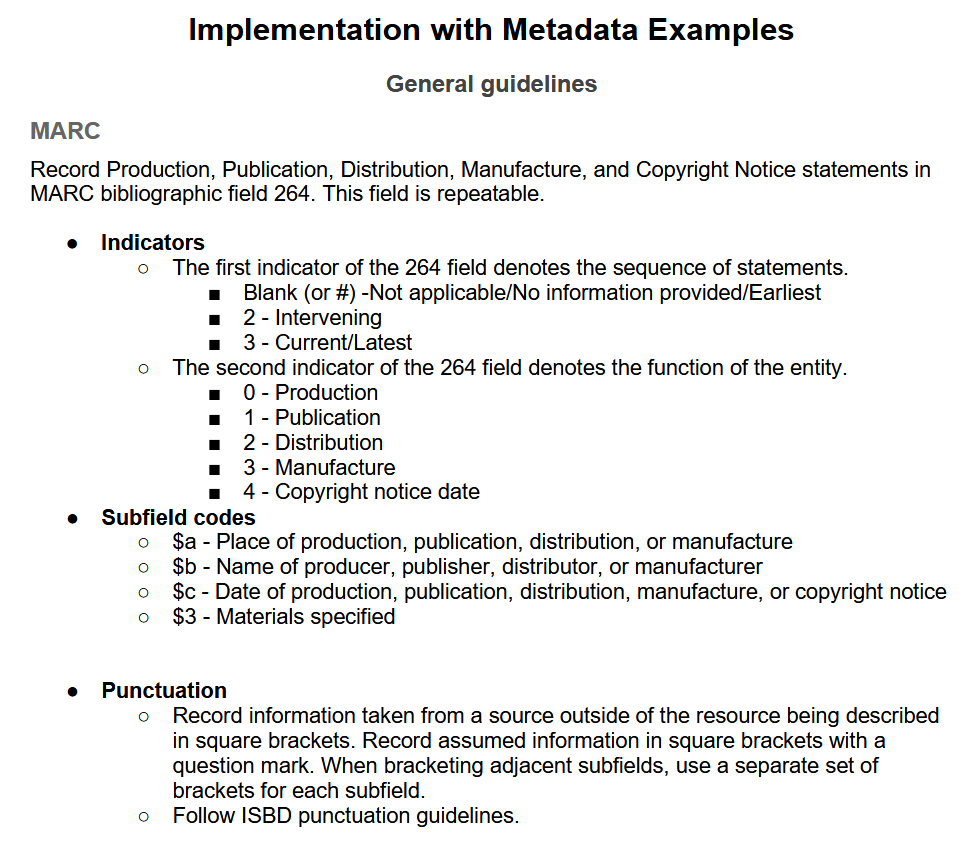 Implementation with Metadata Examples
General guidelines
MARC
Record Production, Publication, Distribution, Manufacture, and Copyright Notice statements in
MARC bibliographic field 264. This field is repeatable.
● Indicators
○ The first indicator of the 264 field denotes the sequence of statements.
■ Blank (or #) -Not applicable/No information provided/Earliest
■ 2 - Intervening
■ 3 - Current/Latest
○ The second indicator of the 264 field denotes the function of the entity.
■ 0 - Production
■ 1 - Publication
■ 2 - Distribution
■ 3 - Manufacture
■ 4 - Copyright notice date
● Subfield codes
○ $a - Place of production, publication, distribution, or manufacture
○ $b - Name of producer, publisher, distributor, or manufacturer
○ $c - Date of production, publication, distribution, manufacture, or copyright notice
○ $3 - Materials specified
● Punctuation
○ Record information taken from a source outside of the resource being described
in square brackets. Record assumed information in square brackets with a
question mark. When bracketing adjacent subfields, use a separate set of
brackets for each subfield.
○ Follow ISBD punctuation guidelines.